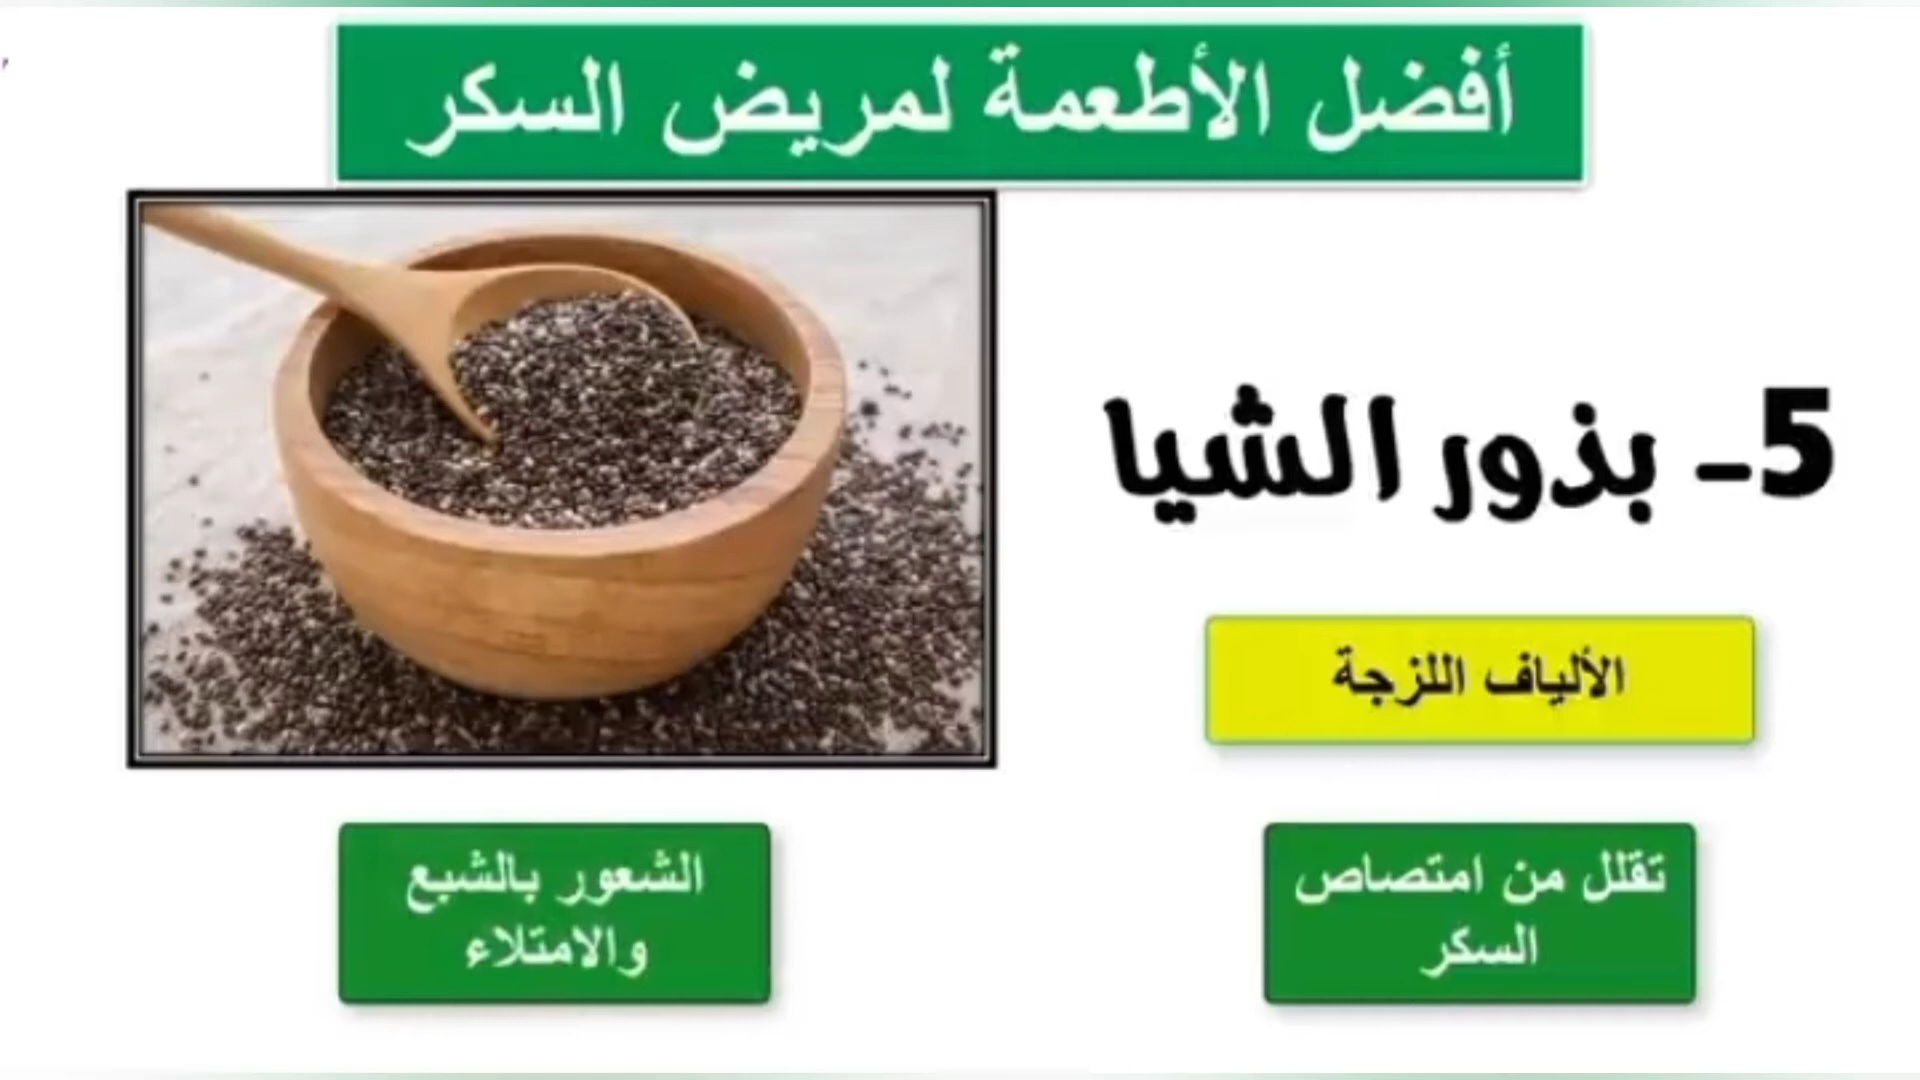 أفضل الأطعمة لمريض السكر
5- بذور الشيا
الألياف اللزجة
تقلل من امتصاص
السكر
الشعور بالشبع
والامتلاء